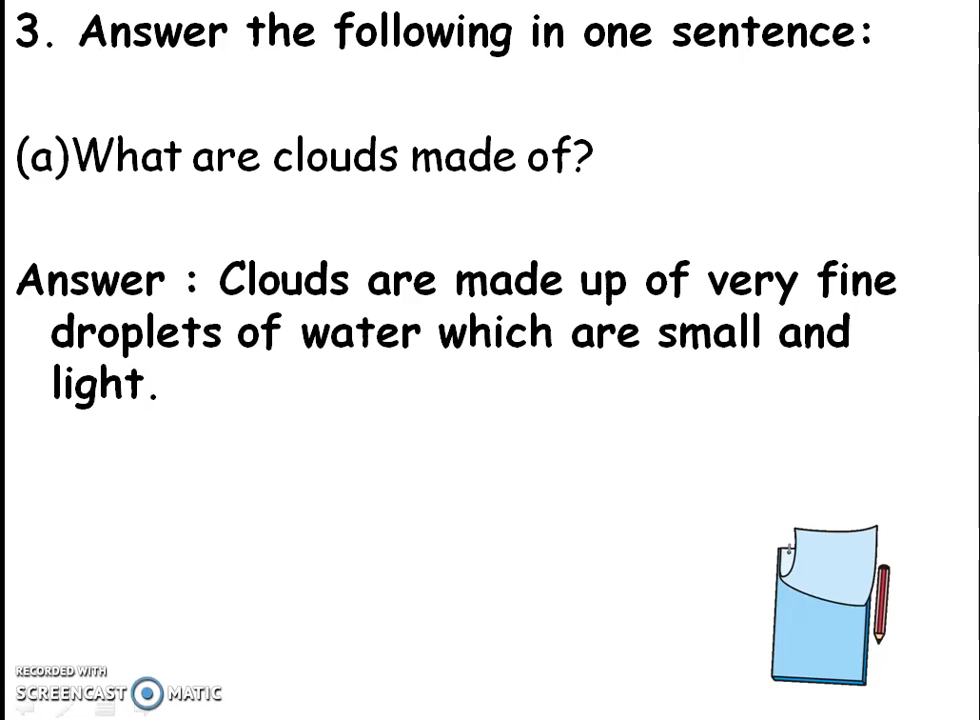 3. Answer the following in one sentence:
(a)What are clouds made of?
Answer : Clouds are made up of very fine
droplets of water which are small and
light.
RECORDED WITH
SCREENCAST MATIC